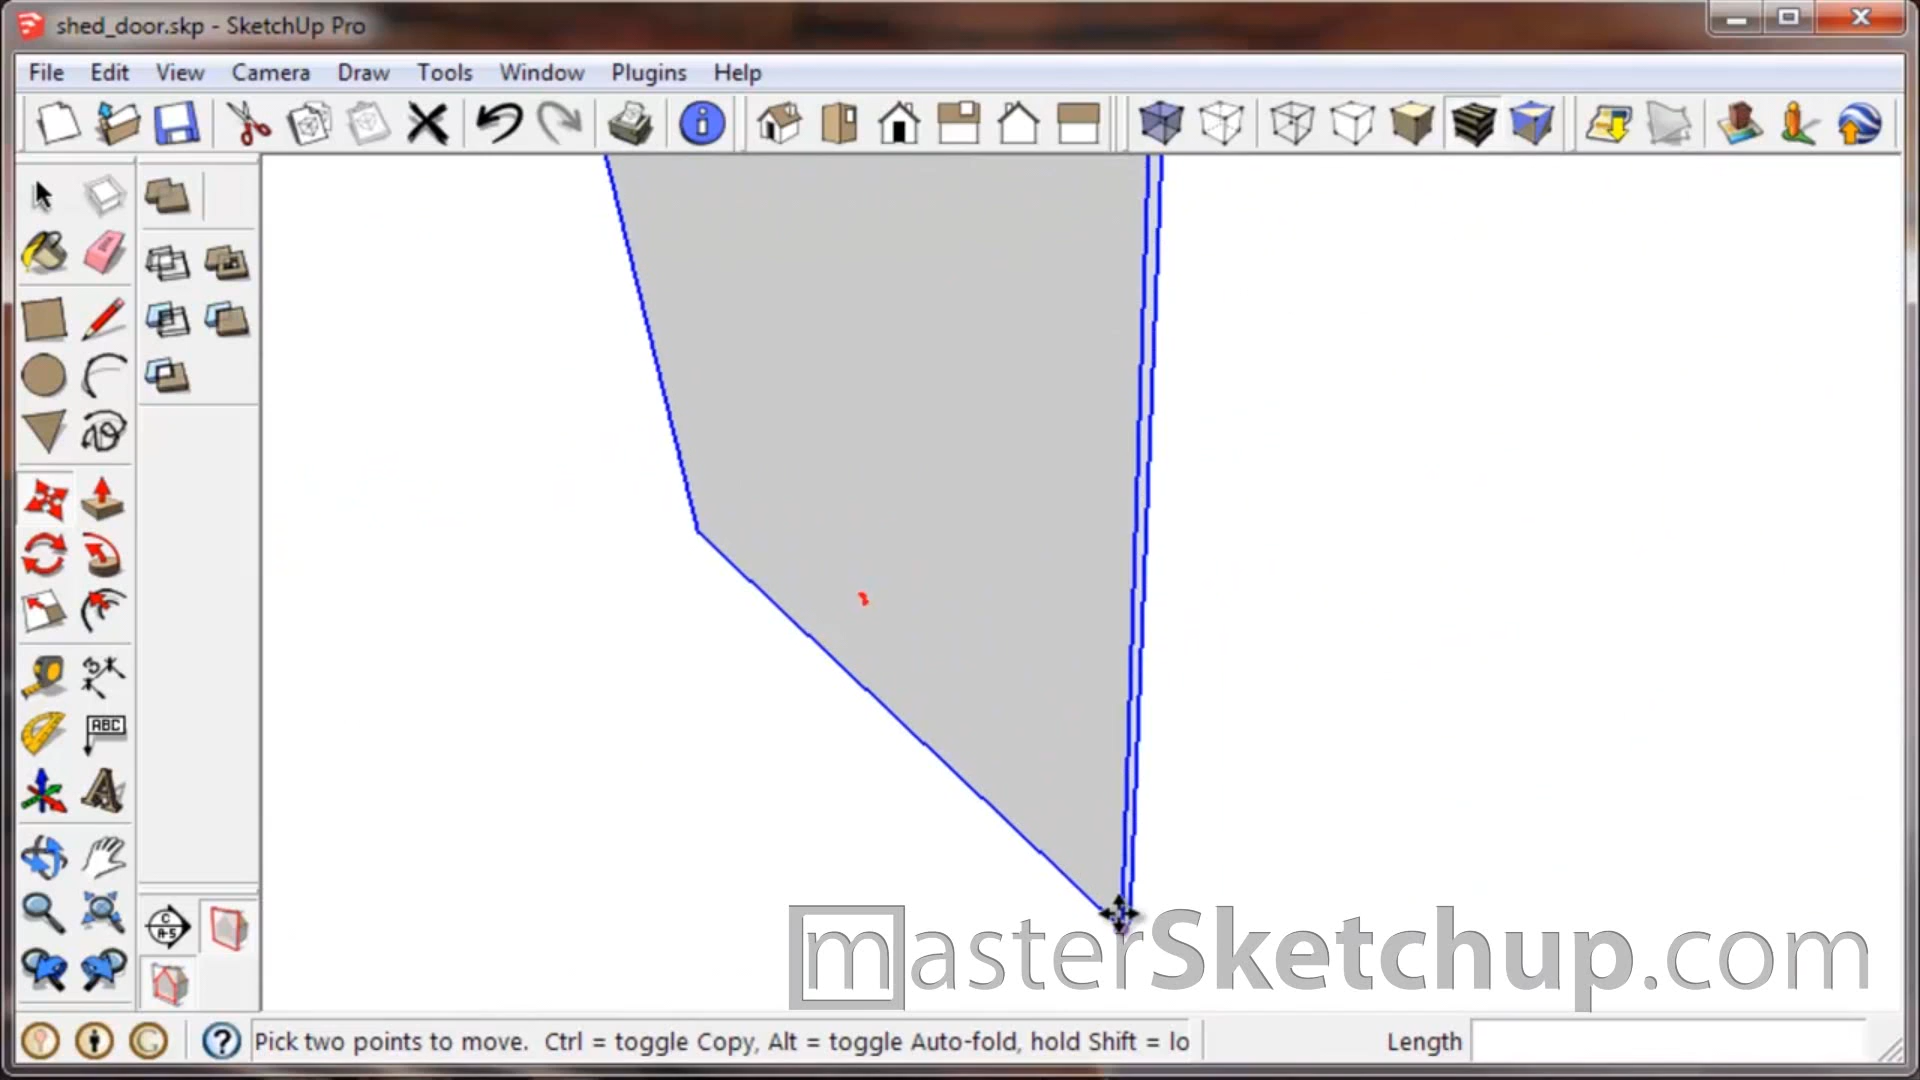 shed_door.skp - SketchUp Pro
File Edit View Camera Draw Tools Window Plugins Help
ABC
C
A-5
masterSketchup.com
Pick two points to move. Ctrl = toggle Copy, Alt = toggle Auto-fold, hold Shift = lo
Length